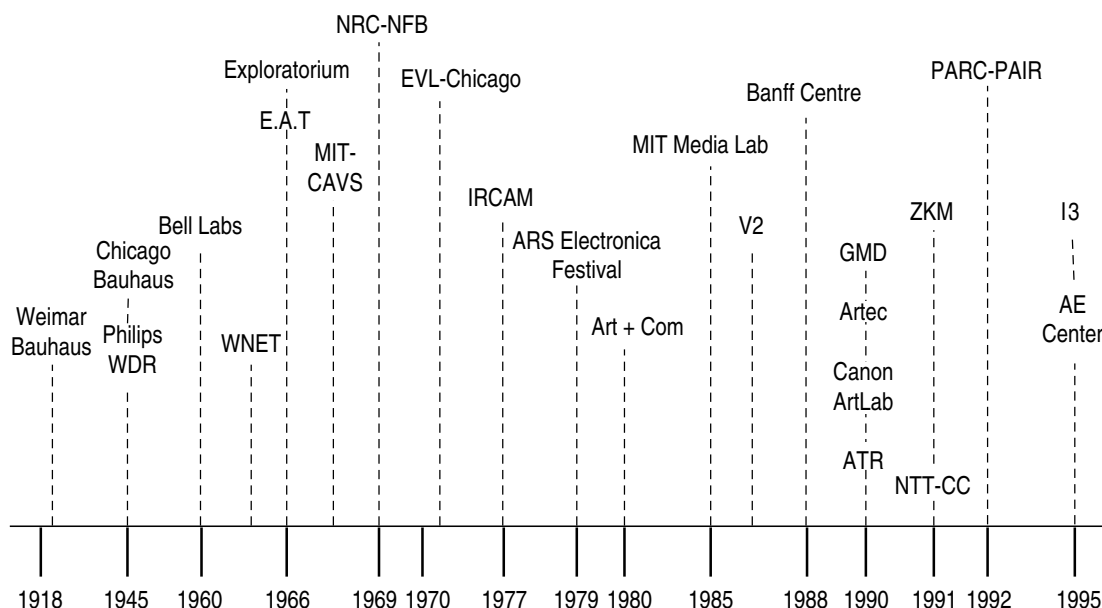 NRC-NFB
Exploratorium
EVL-Chicago
PARC-PAIR
Banff Centre
E.A.T
MIT-
CAVS
MIT Media Lab
IRCAM
Bell Labs
V2
ZKM
I3
Chicago
Bauhaus
ARS Electronica
Festival
GMD
Weimar
Bauhaus
Philips
WDR
WNET
Art + Com
Artec
AE
Center
Canon
ArtLab
ATR
NTT-CC
1918 1945 1960 1966 1969 1970 1977 1979 1980 1985 1988 1990 1991 1992 1995